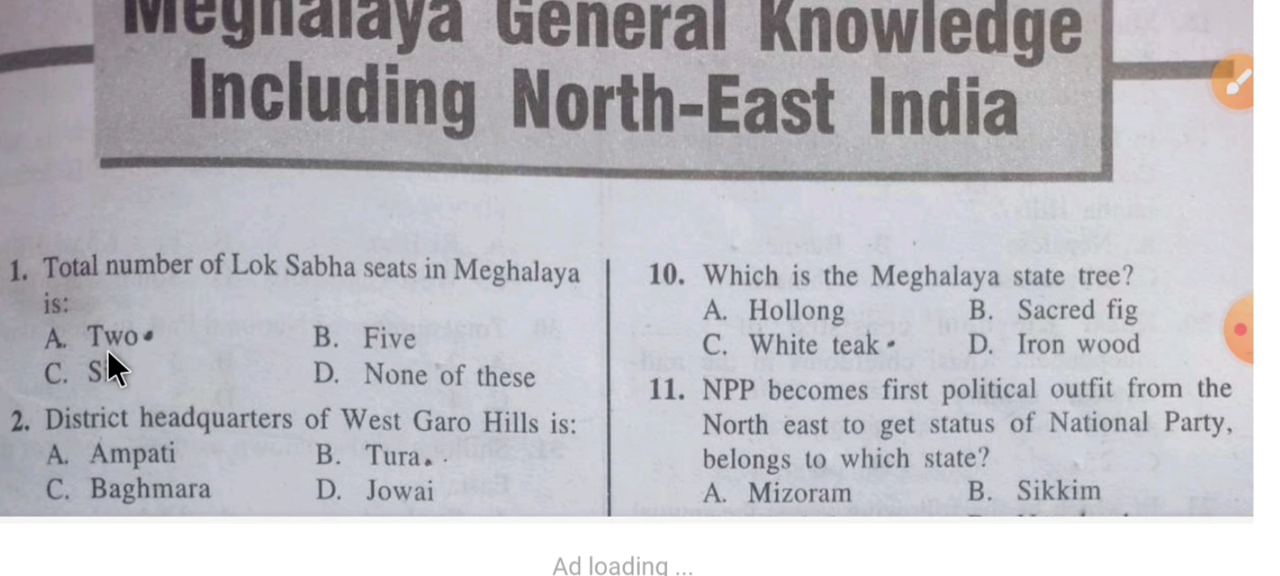 Meghalaya General Knowledge
Including North-East India
1. Total number of Lok Sabha seats in Meghalaya
is:
A. Two
B. Five
C.
D. None of these
2. District headquarters of West Garo Hills is:
A. Ampati
B. Tura
C. Baghmara
D. Jowai
10. Which is the Meghalaya state tree?
A. Hollong
B. Sacred fig
C. White teak
D. Iron wood
11. NPP becomes first political outfit from the
North east to get status of National Party,
belongs to which state?
A. Mizoram
B. Sikkim
Ad loading ...